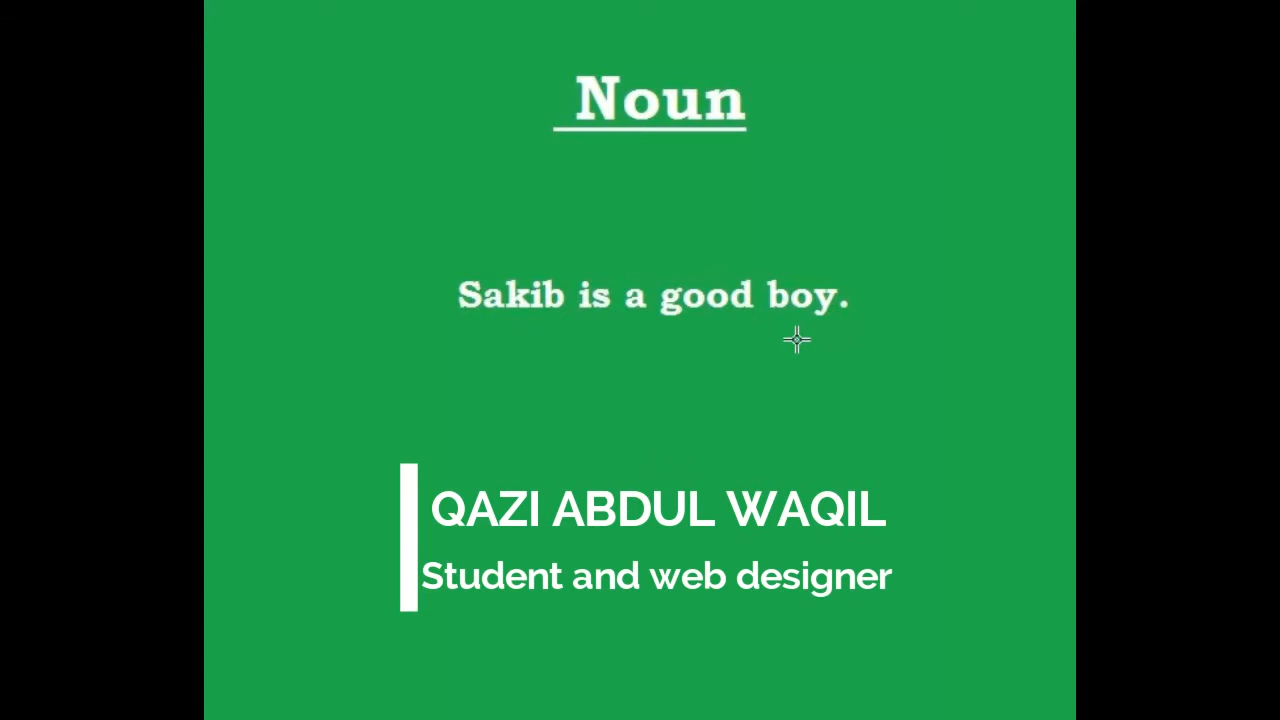 Noun
Sakib is a good boy.
QAZI ABDUL WAQIL
Student and web designer